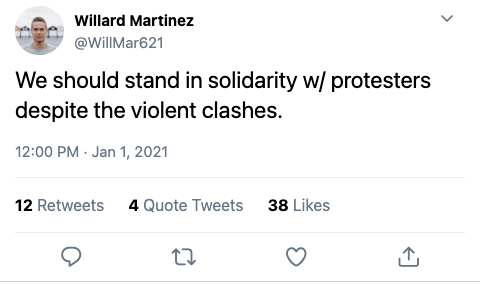 Willard Martinez
@WillMar621
We should stand in solidarity w/ protesters
despite the violent clashes.
12:00 PM · Jan 1, 2021
12 Retweets 4 Quote Tweets 38 Likes